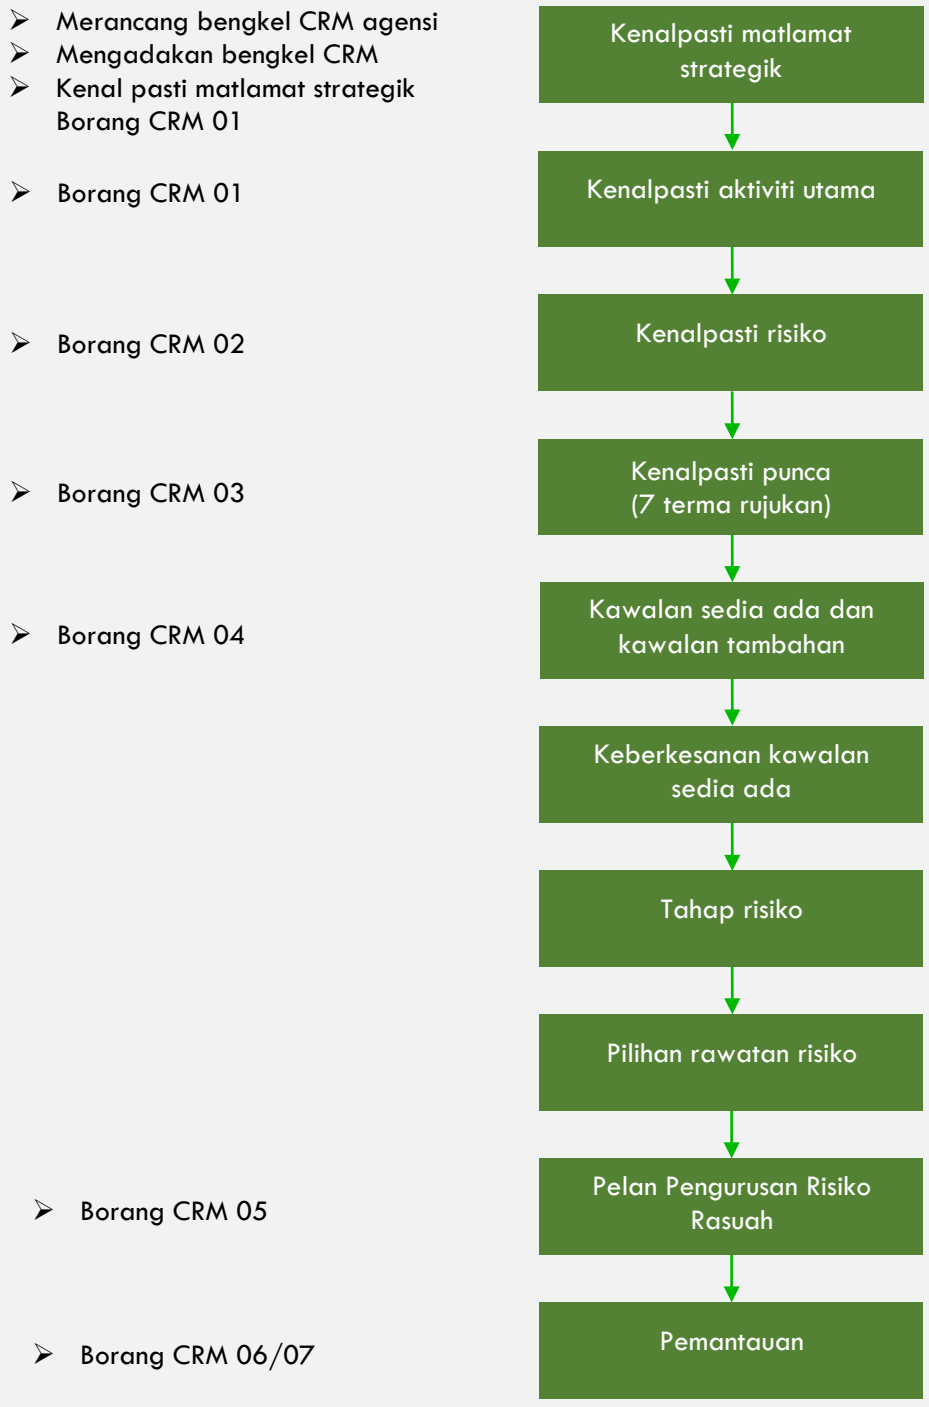 Merancang bengkel CRM agensi
Mengadakan bengkel CRM
Kenal pasti matlamat strategik
Borang CRM 01
Kenalpasti matlamat
strategik
Borang CRM 01
Kenalpasti aktiviti utama
Borang CRM 02
Kenalpasti risiko
Borang CRM 03
Kenalpasti punca
(7 terma rujukan)
Borang CRM 04
Kawalan sedia ada dan
kawalan tambahan
Keberkesanan kawalan
sedia ada
Tahap risiko
Pilihan rawatan risiko
Borang CRM 05
Pelan Pengurusan Risiko
Rasuah
Borang CRM 06/07
Pemantauan